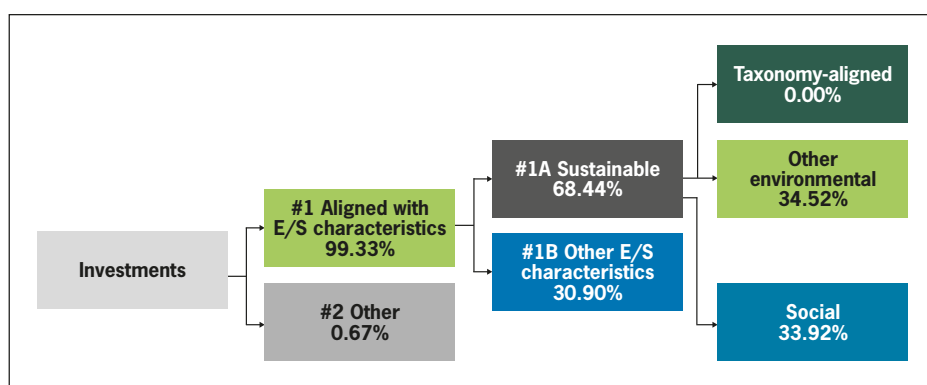 Investments
#1 Aligned with
E/S characteristics
99.33%
#2 Other
0.67%
#1A Sustainable
68.44%
#1B Other E/S
characteristics
30.90%
Taxonomy-aligned
0.00%
Other
environmental
34.52%
Social
33.92%